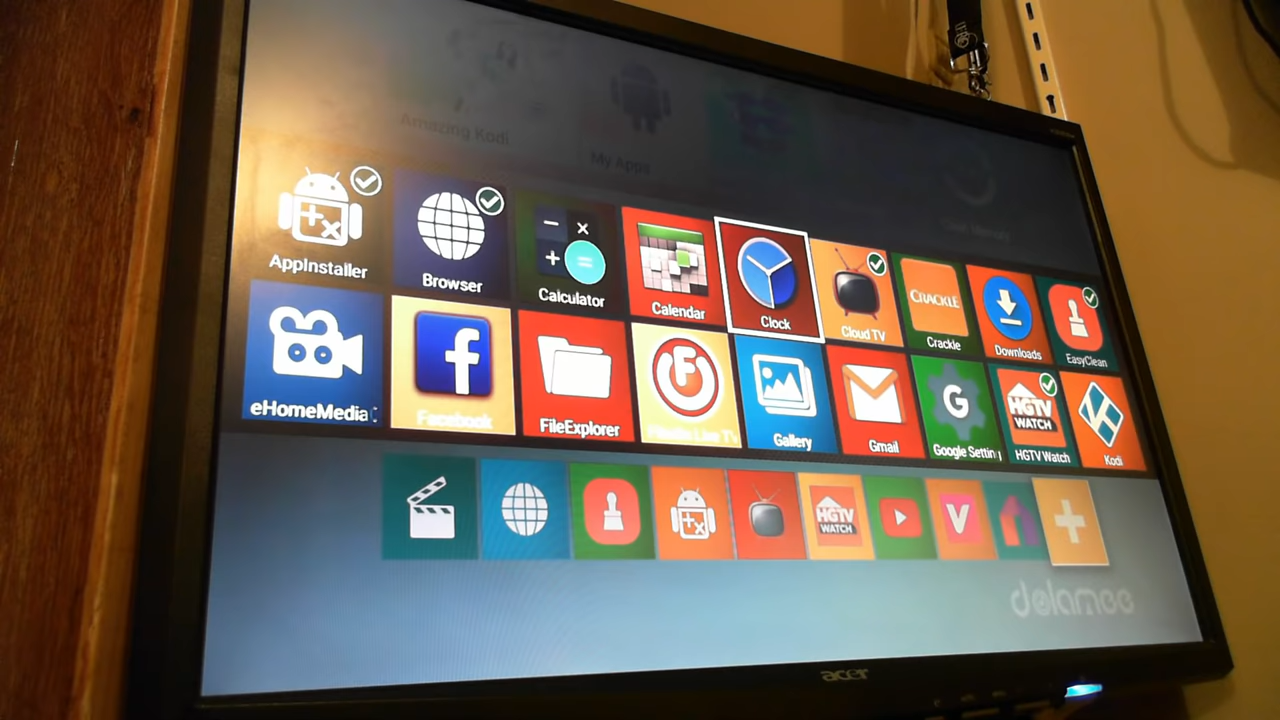 Amazing Kodi
My Apps
AppInstaller
Browser
Calculator
Calendar
Clock
Cloud TV
CRACKLE
Crackle
Downloads
EasyClean
eHomeMedia
f
Facebook
FileExplorer
F
Gallery
Gmail
G
Google Settin
HGTV
WATCH
HGTV Watch
Kodi
HGTV
WATCH
V
dolamee
acer